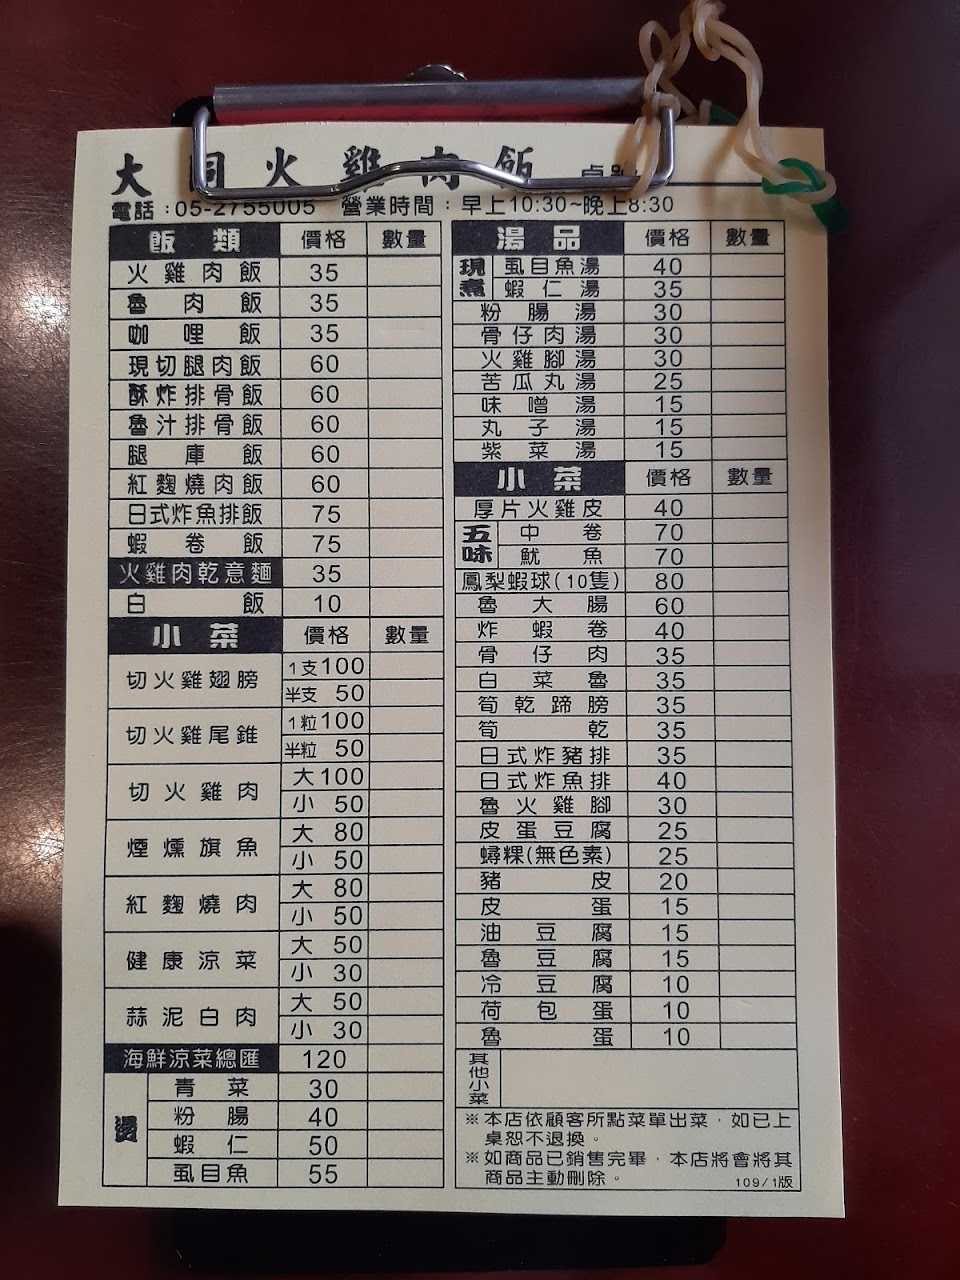 大同火雞肉飯 桌號
電話：05-2755005 營業時間：早上10:30~晚上8:30
飯類 價格 數量
火雞肉飯 35
魯肉飯 35
咖哩飯 35
現切腿肉飯 60
酥炸排骨飯 60
魯汁排骨飯 60
腿庫飯 60
紅麴燒肉飯 60
日式炸魚排飯 75
蝦卷飯 75
火雞肉乾意麵 35
白飯 10
小菜 價格 數量
切火雞翅膀 1支100
半支 50
切火雞尾錐 1粒100
半粒 50
切火雞肉 大100
小 50
煙燻旗魚 大 80
小 50
紅麴燒肉 大 80
小 50
健康涼菜 大 50
小 30
蒜泥白肉 大 50
小 30
海鮮涼菜總匯 120
燙
青菜 30
粉腸 40
蝦仁 50
虱目魚 55
湯品 價格 數量
現煮
虱目魚湯 40
蝦仁湯 35
粉腸湯 30
骨仔肉湯 30
火雞腳湯 30
苦瓜丸湯 25
味噌湯 15
丸子湯 15
紫菜湯 15
小菜 價格 數量
厚片火雞皮 40
五味
中卷 70
魷魚 70
鳳梨蝦球(10隻) 80
魯大腸 60
炸蝦卷 40
骨仔肉 35
白菜魯 35
筍乾蹄膀 35
筍乾 35
日式炸豬排 35
日式炸魚排 40
魯火雞腳 30
皮蛋豆腐 25
蟳粿(無色素) 25
豬皮 20
皮蛋 15
油豆腐 15
魯豆腐 15
冷豆腐 10
荷包蛋 10
魯蛋 10
其他小菜
※本店依顧客所點菜單出菜，如已上
桌恕不退換。
※如商品已銷售完畢，本店將會將其
商品主動刪除。
109/1版